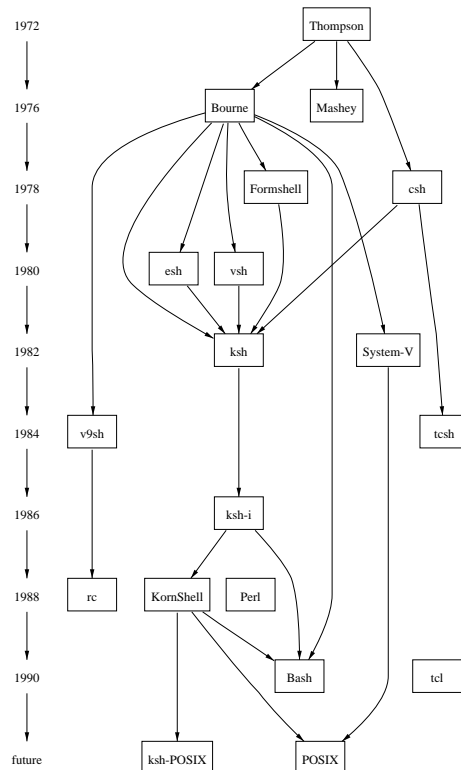 1972
Thompson
1976
Bourne
Mashey
1978
Formshell
csh
1980
esh
vsh
1982
ksh
System-V
1984
v9sh
tcsh
1986
ksh-i
1988
rc
KornShell
Perl
1990
Bash
tcl
future
ksh-POSIX
POSIX